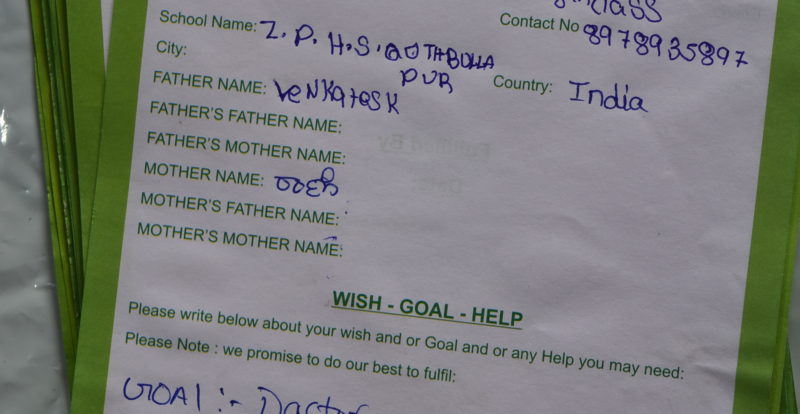 class
School Name: Z.P.H.S. QOTHBULLA
PUR
Contact No 8978935897
City:
Country: India
FATHER NAME: VeNKatesh
FATHER'S FATHER NAME:
FATHER'S MOTHER NAME:
MOTHER NAME:
MOTHER'S FATHER NAME:
MOTHER'S MOTHER NAME:
WISH - GOAL - HELP
Please write below about your wish and or Goal and or any Help you may need:
Please Note : we promise to do our best to fulfil:
GOAL :-